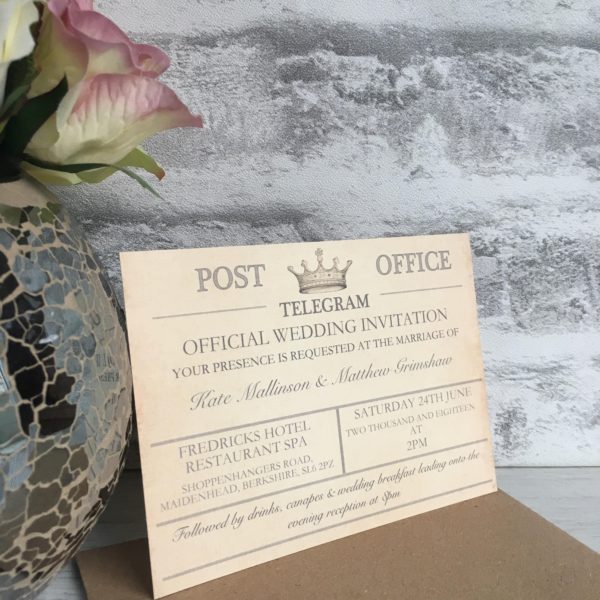 POST OFFICE
TELEGRAM
OFFICIAL WEDDING INVITATION
YOUR PRESENCE IS REQUESTED AT THE MARRIAGE OF
Kate Mallinson & Matthew Grimshaw
FREDRICKS HOTEL
RESTAURANT SPA
SHOPPENHANGERS ROAD,
MAIDENHEAD, BERKSHIRE, SL6 2PZ
SATURDAY 24TH JUNE
TWO THOUSAND AND EIGHTEEN
AT
2PM
Followed by drinks, canapes & wedding breakfast leading onto the
evening reception at 8pm